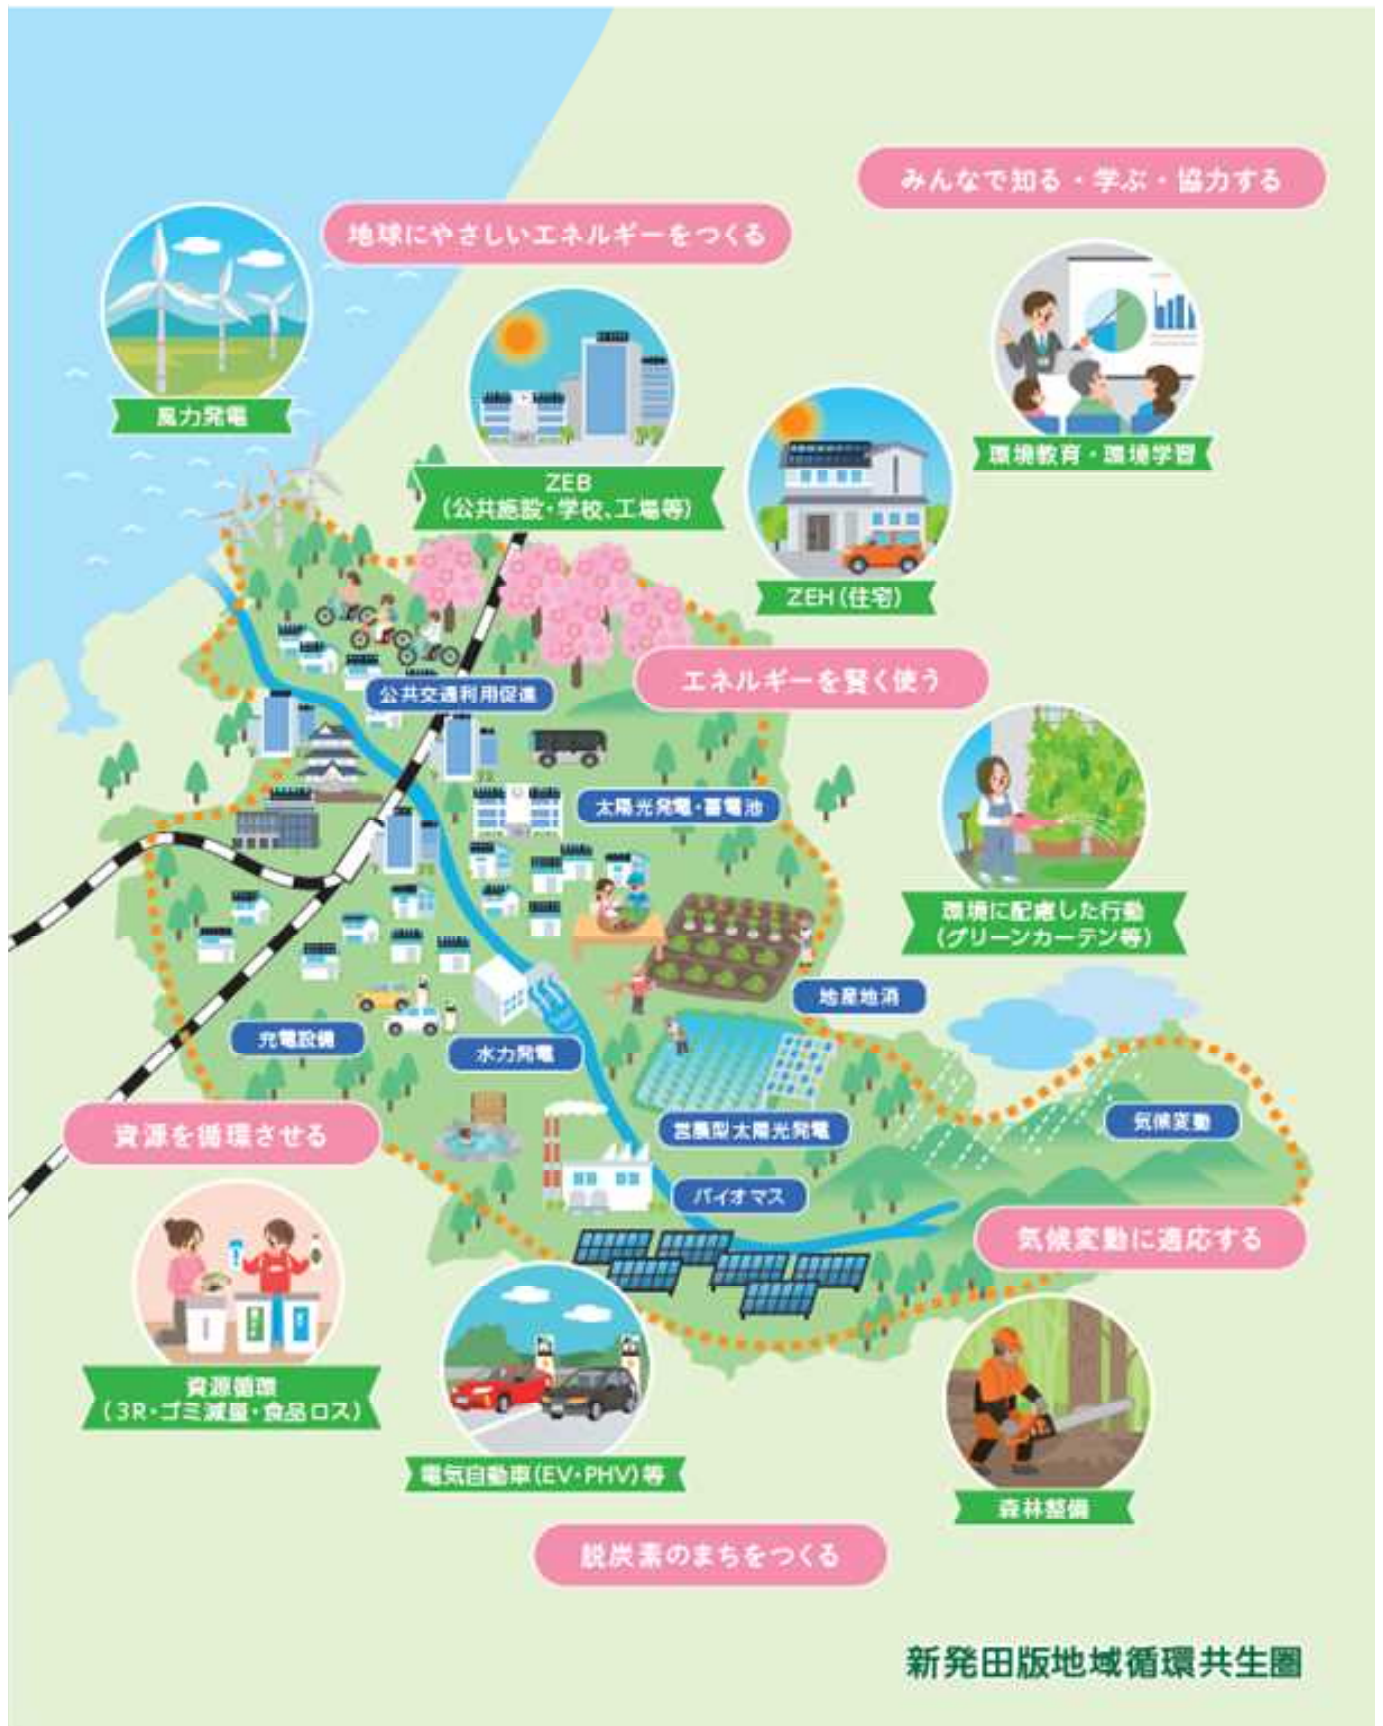 みんなで知る・学ぶ・協力する
地球にやさしいエネルギーをつくる
風力発電
ZEB
(公共施設・学校、工場等)
環境教育・環境学習
ZEH(住宅)
エネルギーを賢く使う
公共交通利用促進
太陽光発電・蓄電池
環境に配慮した行動
(グリーンカーテン等)
地産地消
充電設備
水力発電
営農型太陽光発電
気候変動
資源を循環させる
バイオマス
気候変動に適応する
資源循環
(3R・ゴミ減量・食品ロス)
電気自動車(EV・PHV)等
森林整備
脱炭素のまちをつくる
新発田版地域循環共生圏